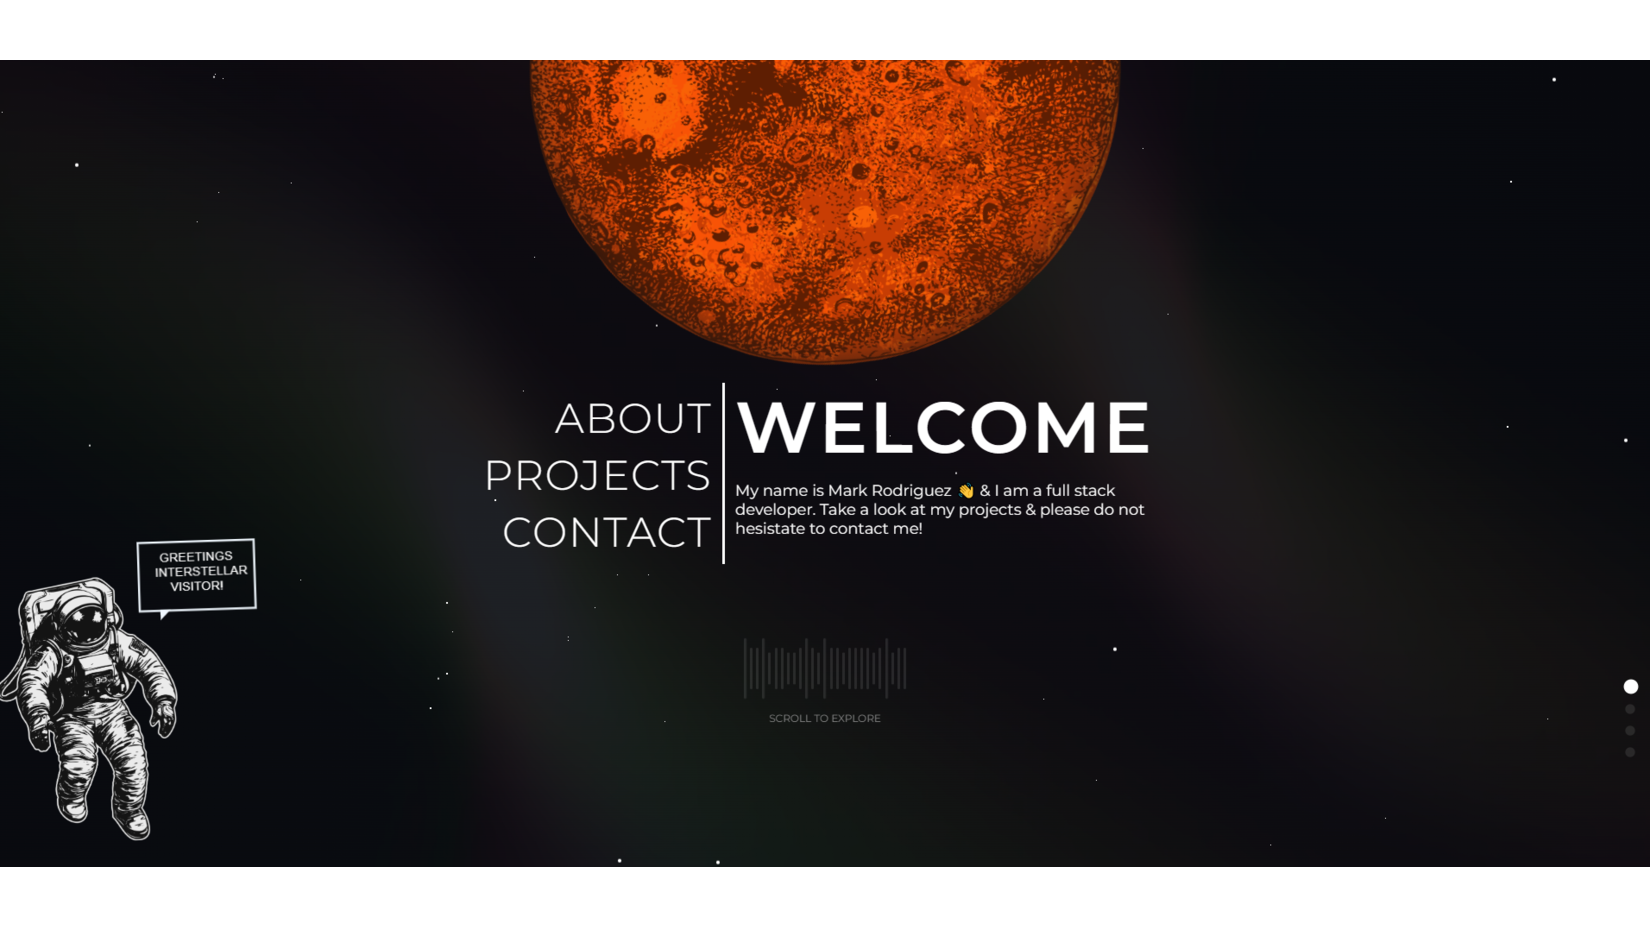 ABOUT
PROJECTS
CONTACT
WELCOME
My name is Mark Rodriguez 👋 & I am a full stack
developer. Take a look at my projects & please do not
hesistate to contact me!
GREETINGS
INTERSTELLAR
VISITOR!
SCROLL TO EXPLORE